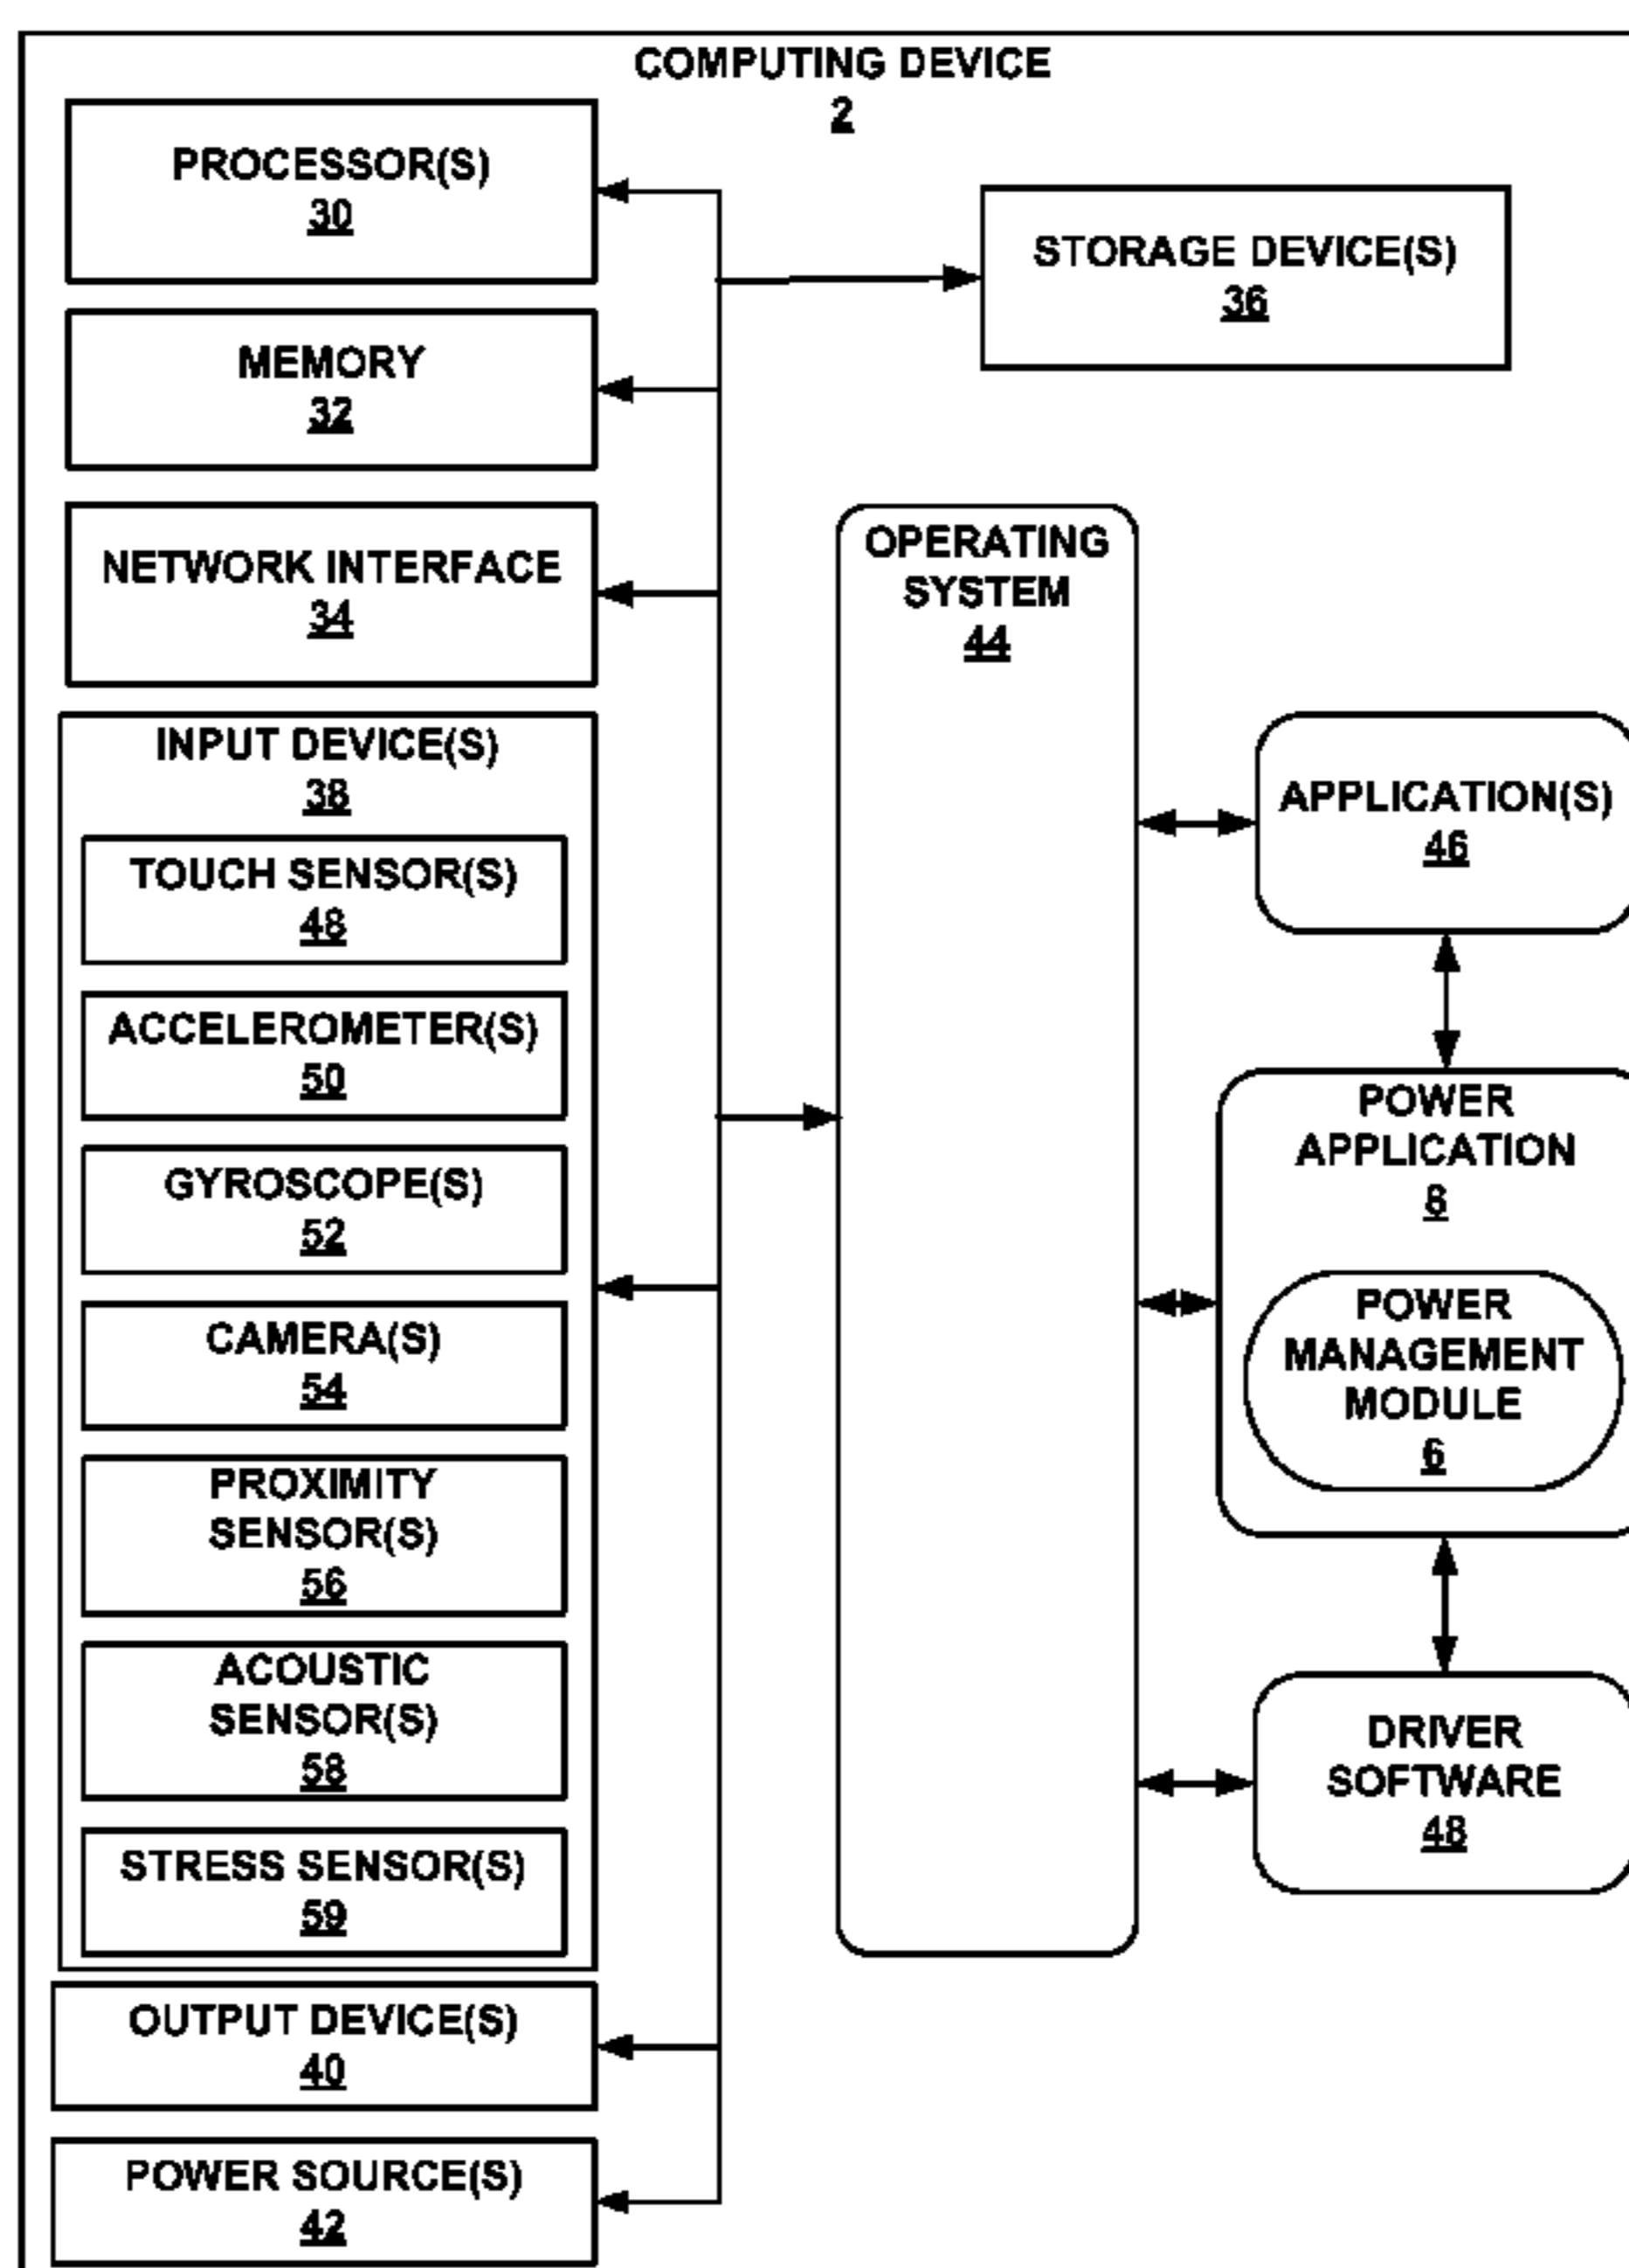 COMPUTING DEVICE
2
PROCESSOR(S)
30
MEMORY
32
NETWORK INTERFACE
34
INPUT DEVICE(S)
38
TOUCH SENSOR(S)
48
ACCELEROMETER(S)
50
GYROSCOPE(S)
52
CAMERA(S)
54
PROXIMITY
SENSOR(S)
56
ACOUSTIC
SENSOR(S)
58
STRESS SENSOR(S)
59
OUTPUT DEVICE(S)
40
POWER SOURCE(S)
42
STORAGE DEVICE(S)
36
OPERATING
SYSTEM
44
APPLICATION(S)
46
POWER
APPLICATION
8
POWER
MANAGEMENT
MODULE
6
DRIVER
SOFTWARE
48